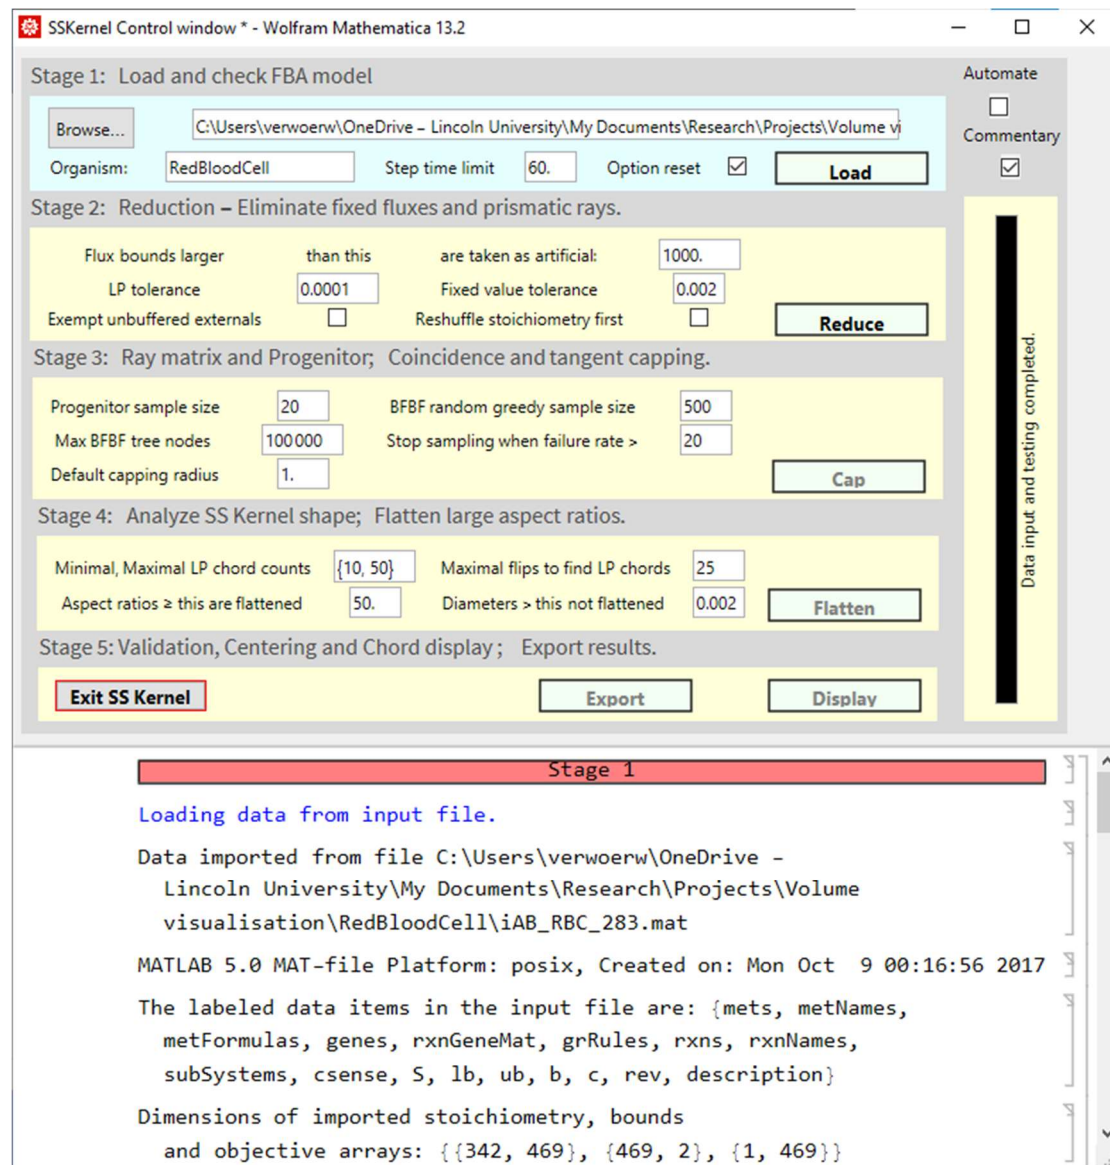 SSKernel Control window * - Wolfram Mathematica 13.2
Stage 1: Load and check FBA model
Automate
Browse... C:\Users\verwoerw\OneDrive – Lincoln University\My Documents\Research\Projects\Volume vi
Commentary
Organism: RedBloodCell Step time limit 60. Option reset Load
Stage 2: Reduction – Eliminate fixed fluxes and prismatic rays.
Flux bounds larger than this are taken as artificial: 1000.
LP tolerance 0.0001 Fixed value tolerance 0.002
Exempt unbuffered externals Reshuffle stoichiometry first Reduce
Stage 3: Ray matrix and Progenitor; Coincidence and tangent capping.
Progenitor sample size 20 BFBF random greedy sample size 500
Max BFBF tree nodes 100000 Stop sampling when failure rate > 20
Default capping radius 1. Cap
Stage 4: Analyze SS Kernel shape; Flatten large aspect ratios.
Minimal, Maximal LP chord counts {10, 50} Maximal flips to find LP chords 25
Aspect ratios ≥ this are flattened 50. Diameters > this not flattened 0.002 Flatten
Stage 5: Validation, Centering and Chord display ; Export results.
Exit SS Kernel Export Display
Data input and testing completed.
Stage 1
Loading data from input file.
Data imported from file C:\Users\verwoerw\OneDrive –
Lincoln University\My Documents\Research\Projects\Volume
visualisation\RedBloodCell\iAB_RBC_283.mat
MATLAB 5.0 MAT-file Platform: posix, Created on: Mon Oct 9 00:16:56 2017
The labeled data items in the input file are: {mets, metNames,
metFormulas, genes, rxnGeneMat, grRules, rxns, rxnNames,
subSystems, csense, S, lb, ub, b, c, rev, description}
Dimensions of imported stoichiometry, bounds
and objective arrays: {{342, 469}, {469, 2}, {1, 469}}